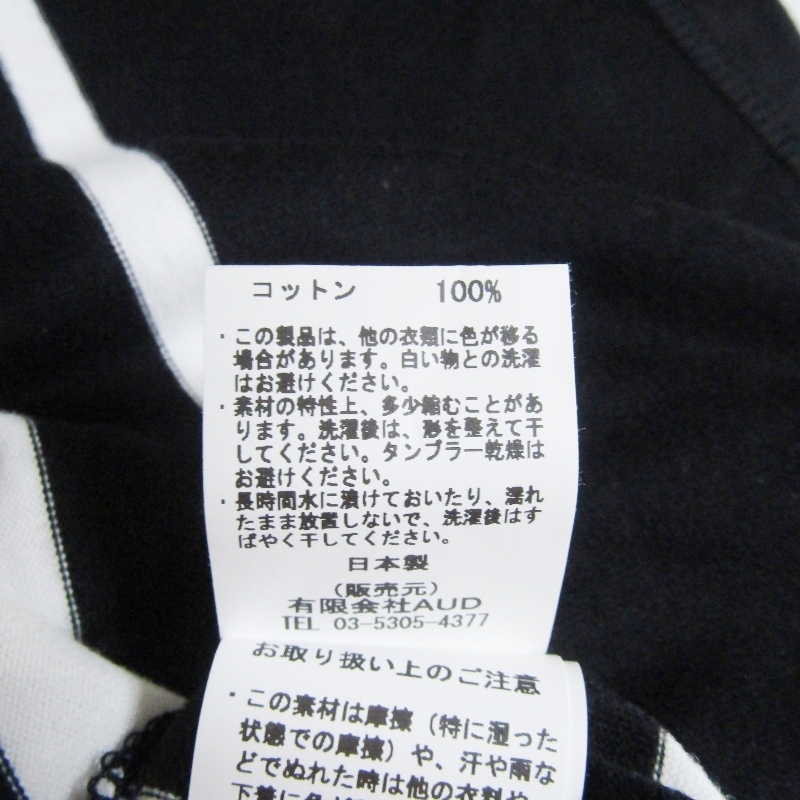 コットン 100%
・この製品は、他の衣類に色が移る
場合があります。白い物との洗濯
はお避けください。
・素材の特性上、多少縮むことがあ
ります。洗濯後は、形を整えて干
してください。タンブラー乾燥は
お避けください。
・長時間水に漬けておいたり、濡れ
たまま放置しないで、洗濯後はす
ばやく干してください。
日本製
(販売元)
有限会社AUD
TEL 03-5305-4377
お取り扱い上のご注意
・この素材は摩擦（特に湿った
状態での摩擦）や、汗や雨な
どでぬれた時は他の衣料や、
下着に色が